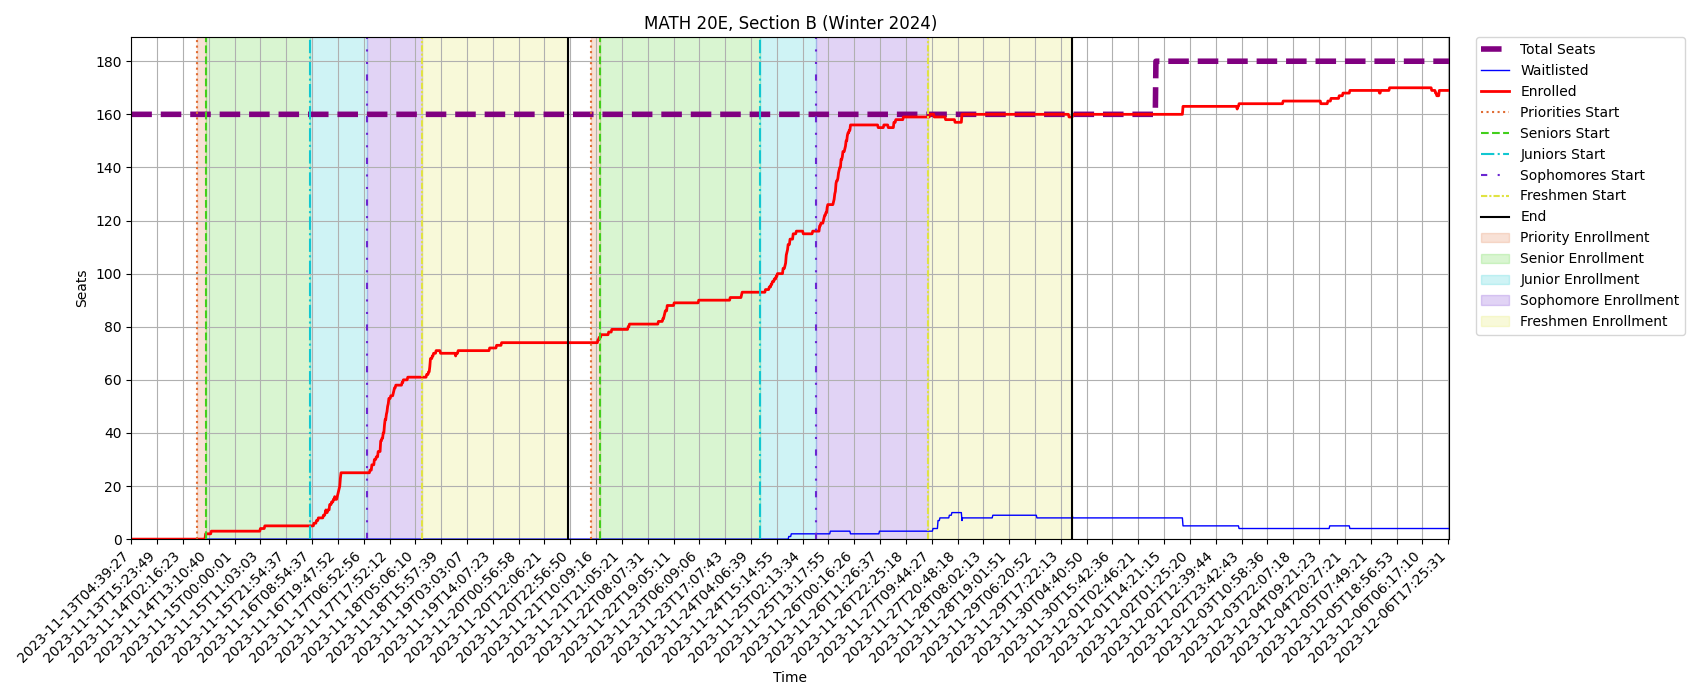 MATH 20E, Section B (Winter 2024)
Seats
180
160
140
120
100
80
60
40
20
0
2023-11-13T04:39:27
2023-11-13T15:23:49
2023-11-14T02:16:23
2023-11-14T13:10:40
2023-11-15T00:00:01
2023-11-15T11:03:03
2023-11-15T21:54:37
2023-11-16T08:54:37
2023-11-16T19:47:52
2023-11-17T06:52:56
2023-11-17T17:52:12
2023-11-18T05:06:10
2023-11-18T15:57:39
2023-11-19T03:03:07
2023-11-19T14:07:23
2023-11-20T00:56:58
2023-11-20T12:06:21
2023-11-20T22:56:50
2023-11-21T10:09:16
2023-11-21T21:05:21
2023-11-22T08:07:31
2023-11-22T19:05:11
2023-11-23T06:09:06
2023-11-23T17:07:43
2023-11-24T04:06:39
2023-11-24T15:14:55
2023-11-25T02:13:34
2023-11-25T13:17:55
2023-11-26T00:16:26
2023-11-26T11:26:37
2023-11-26T22:25:18
2023-11-27T09:44:27
2023-11-27T20:48:18
2023-11-28T08:02:13
2023-11-28T19:01:51
2023-11-29T06:20:52
2023-11-29T17:22:13
2023-11-30T04:40:50
2023-11-30T15:42:36
2023-12-01T02:46:21
2023-12-01T14:21:15
2023-12-02T01:25:20
2023-12-02T12:39:44
2023-12-02T23:42:43
2023-12-03T10:58:36
2023-12-03T22:07:18
2023-12-04T09:21:23
2023-12-04T20:27:21
2023-12-05T07:49:21
2023-12-05T18:56:53
2023-12-06T06:17:10
2023-12-06T17:25:31
Time
Total Seats
Waitlisted
Enrolled
Priorities Start
Seniors Start
Juniors Start
Sophomores Start
Freshmen Start
End
Priority Enrollment
Senior Enrollment
Junior Enrollment
Sophomore Enrollment
Freshmen Enrollment